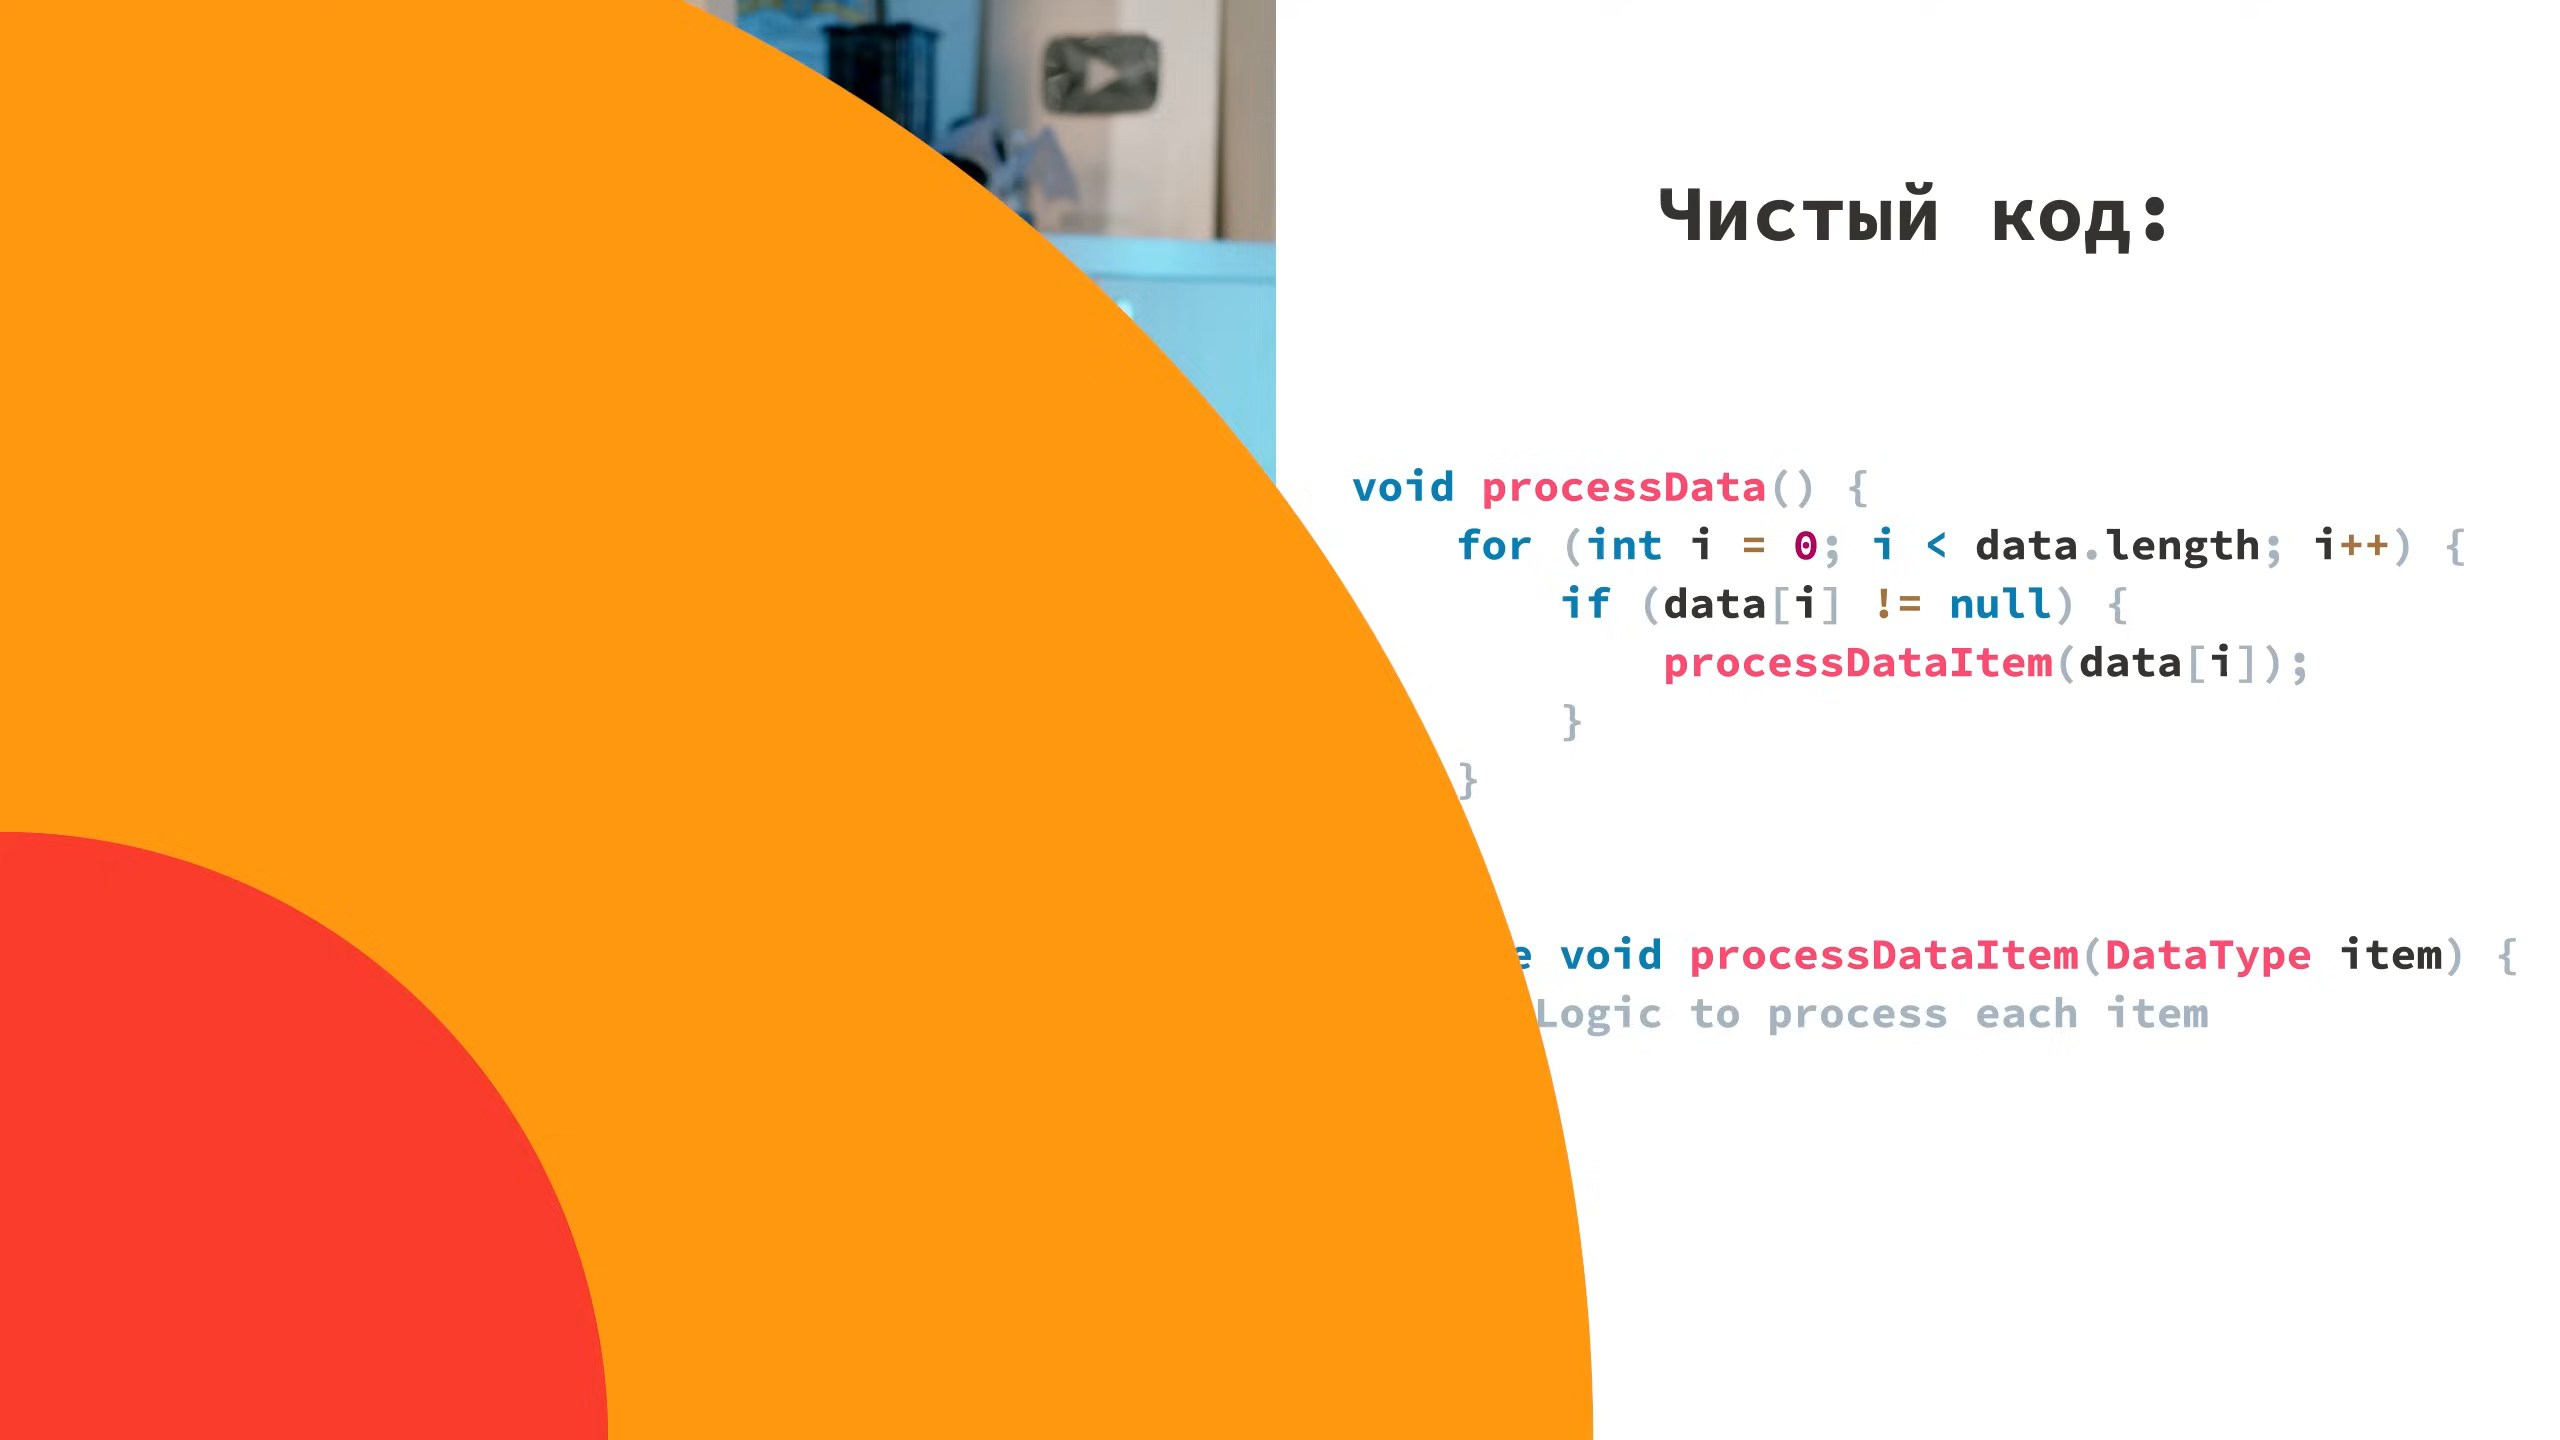 Чистый код:
void processData() {
for (int i = 0; i < data.length; i++) {
if (data[i] != null) {
processDataItem(data[i]);
}
}
void processDataItem(DataType item) {
Logic to process each item